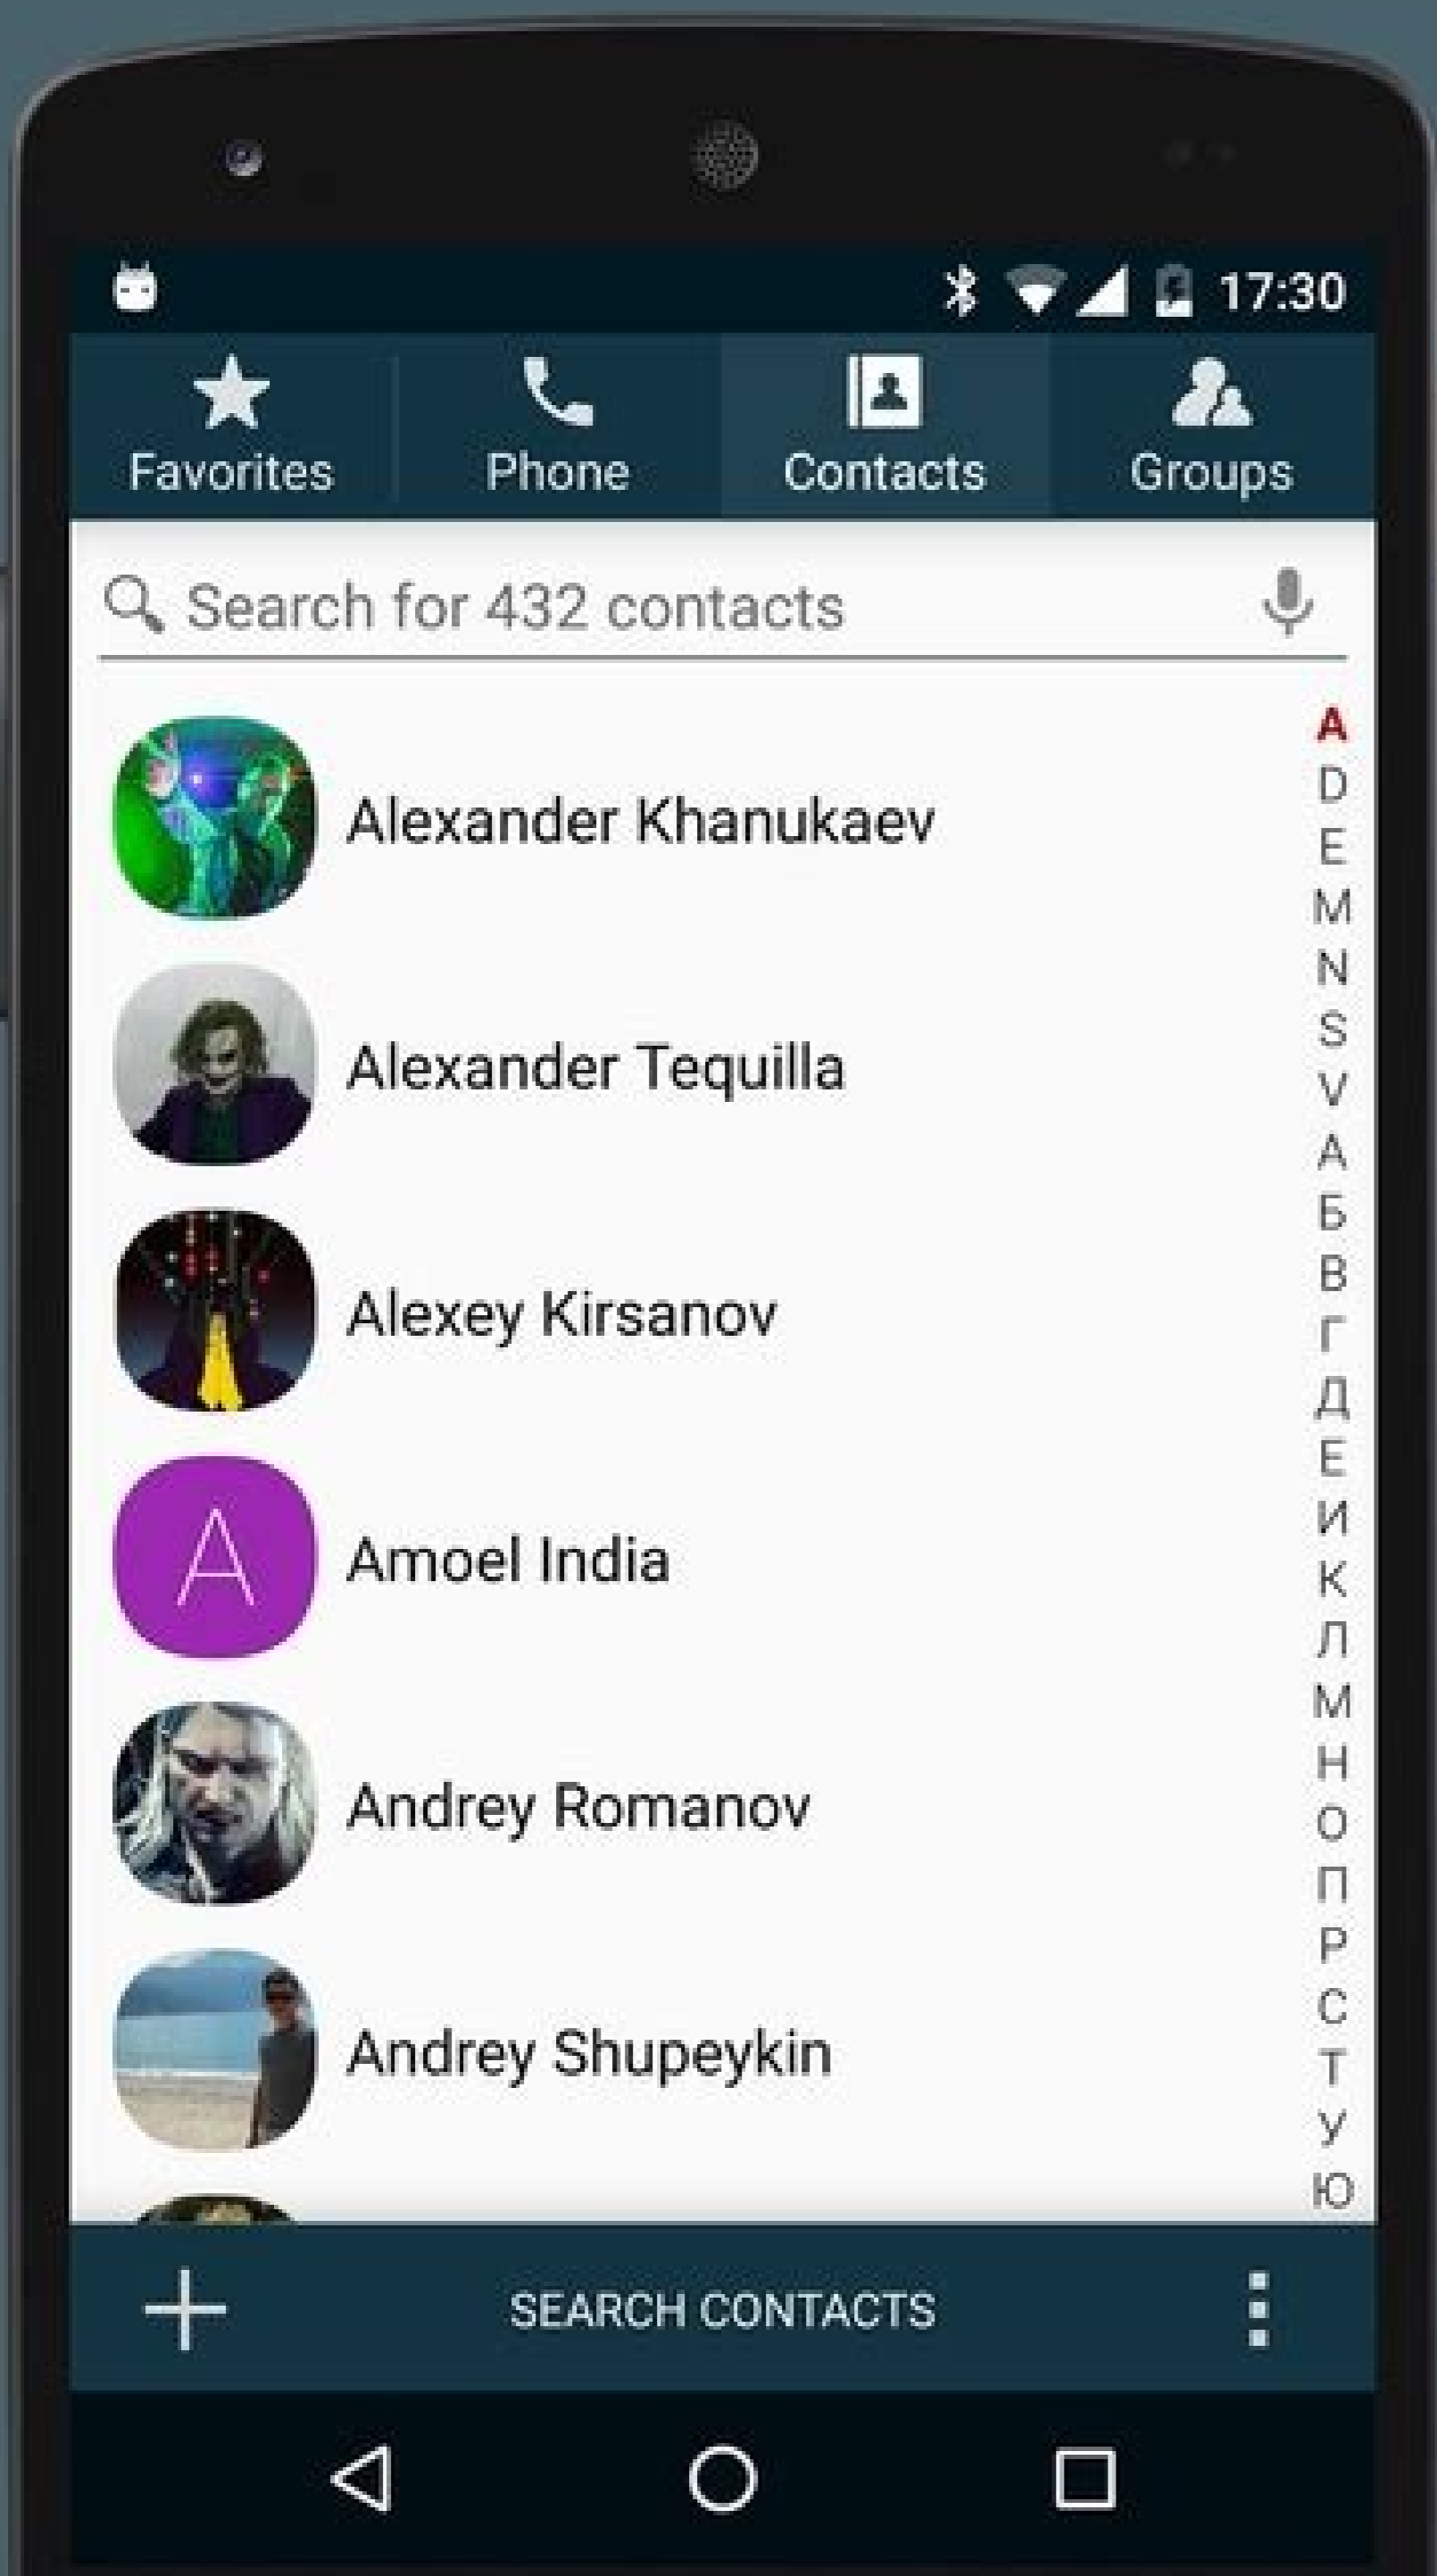 17:30
Favorites
Phone
Contacts
Groups
Search for 432 contacts
A
D
E
M
N
S
V
А
Б
В
Г
Д
Е
И
К
Л
М
Н
О
П
Р
С
Т
У
Ю
Alexander Khanukaev
Alexander Tequilla
Alexey Kirsanov
A
Amoel India
Andrey Romanov
Andrey Shupeykin
SEARCH CONTACTS